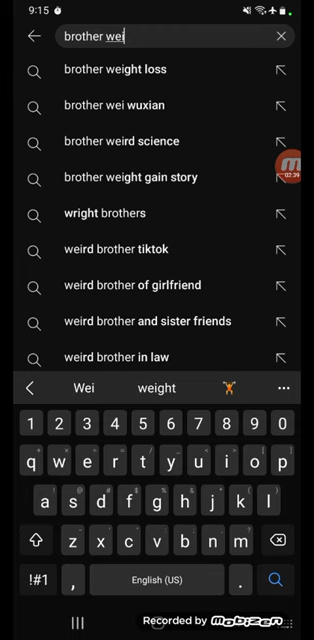 9:15
brother wei
brother weight loss
brother wei wuxian
brother weird science
brother weight gain story
02:39
wright brothers
weird brother tiktok
weird brother of girlfriend
weird brother and sister friends
weird brother in law
Wei weight
1 2 3 4 5 6 7 8 9 0
q w e r t y u i o p
a s d f g h j k l
z x c v b n m
!#1 , English (US) .
Recorded by mobizen